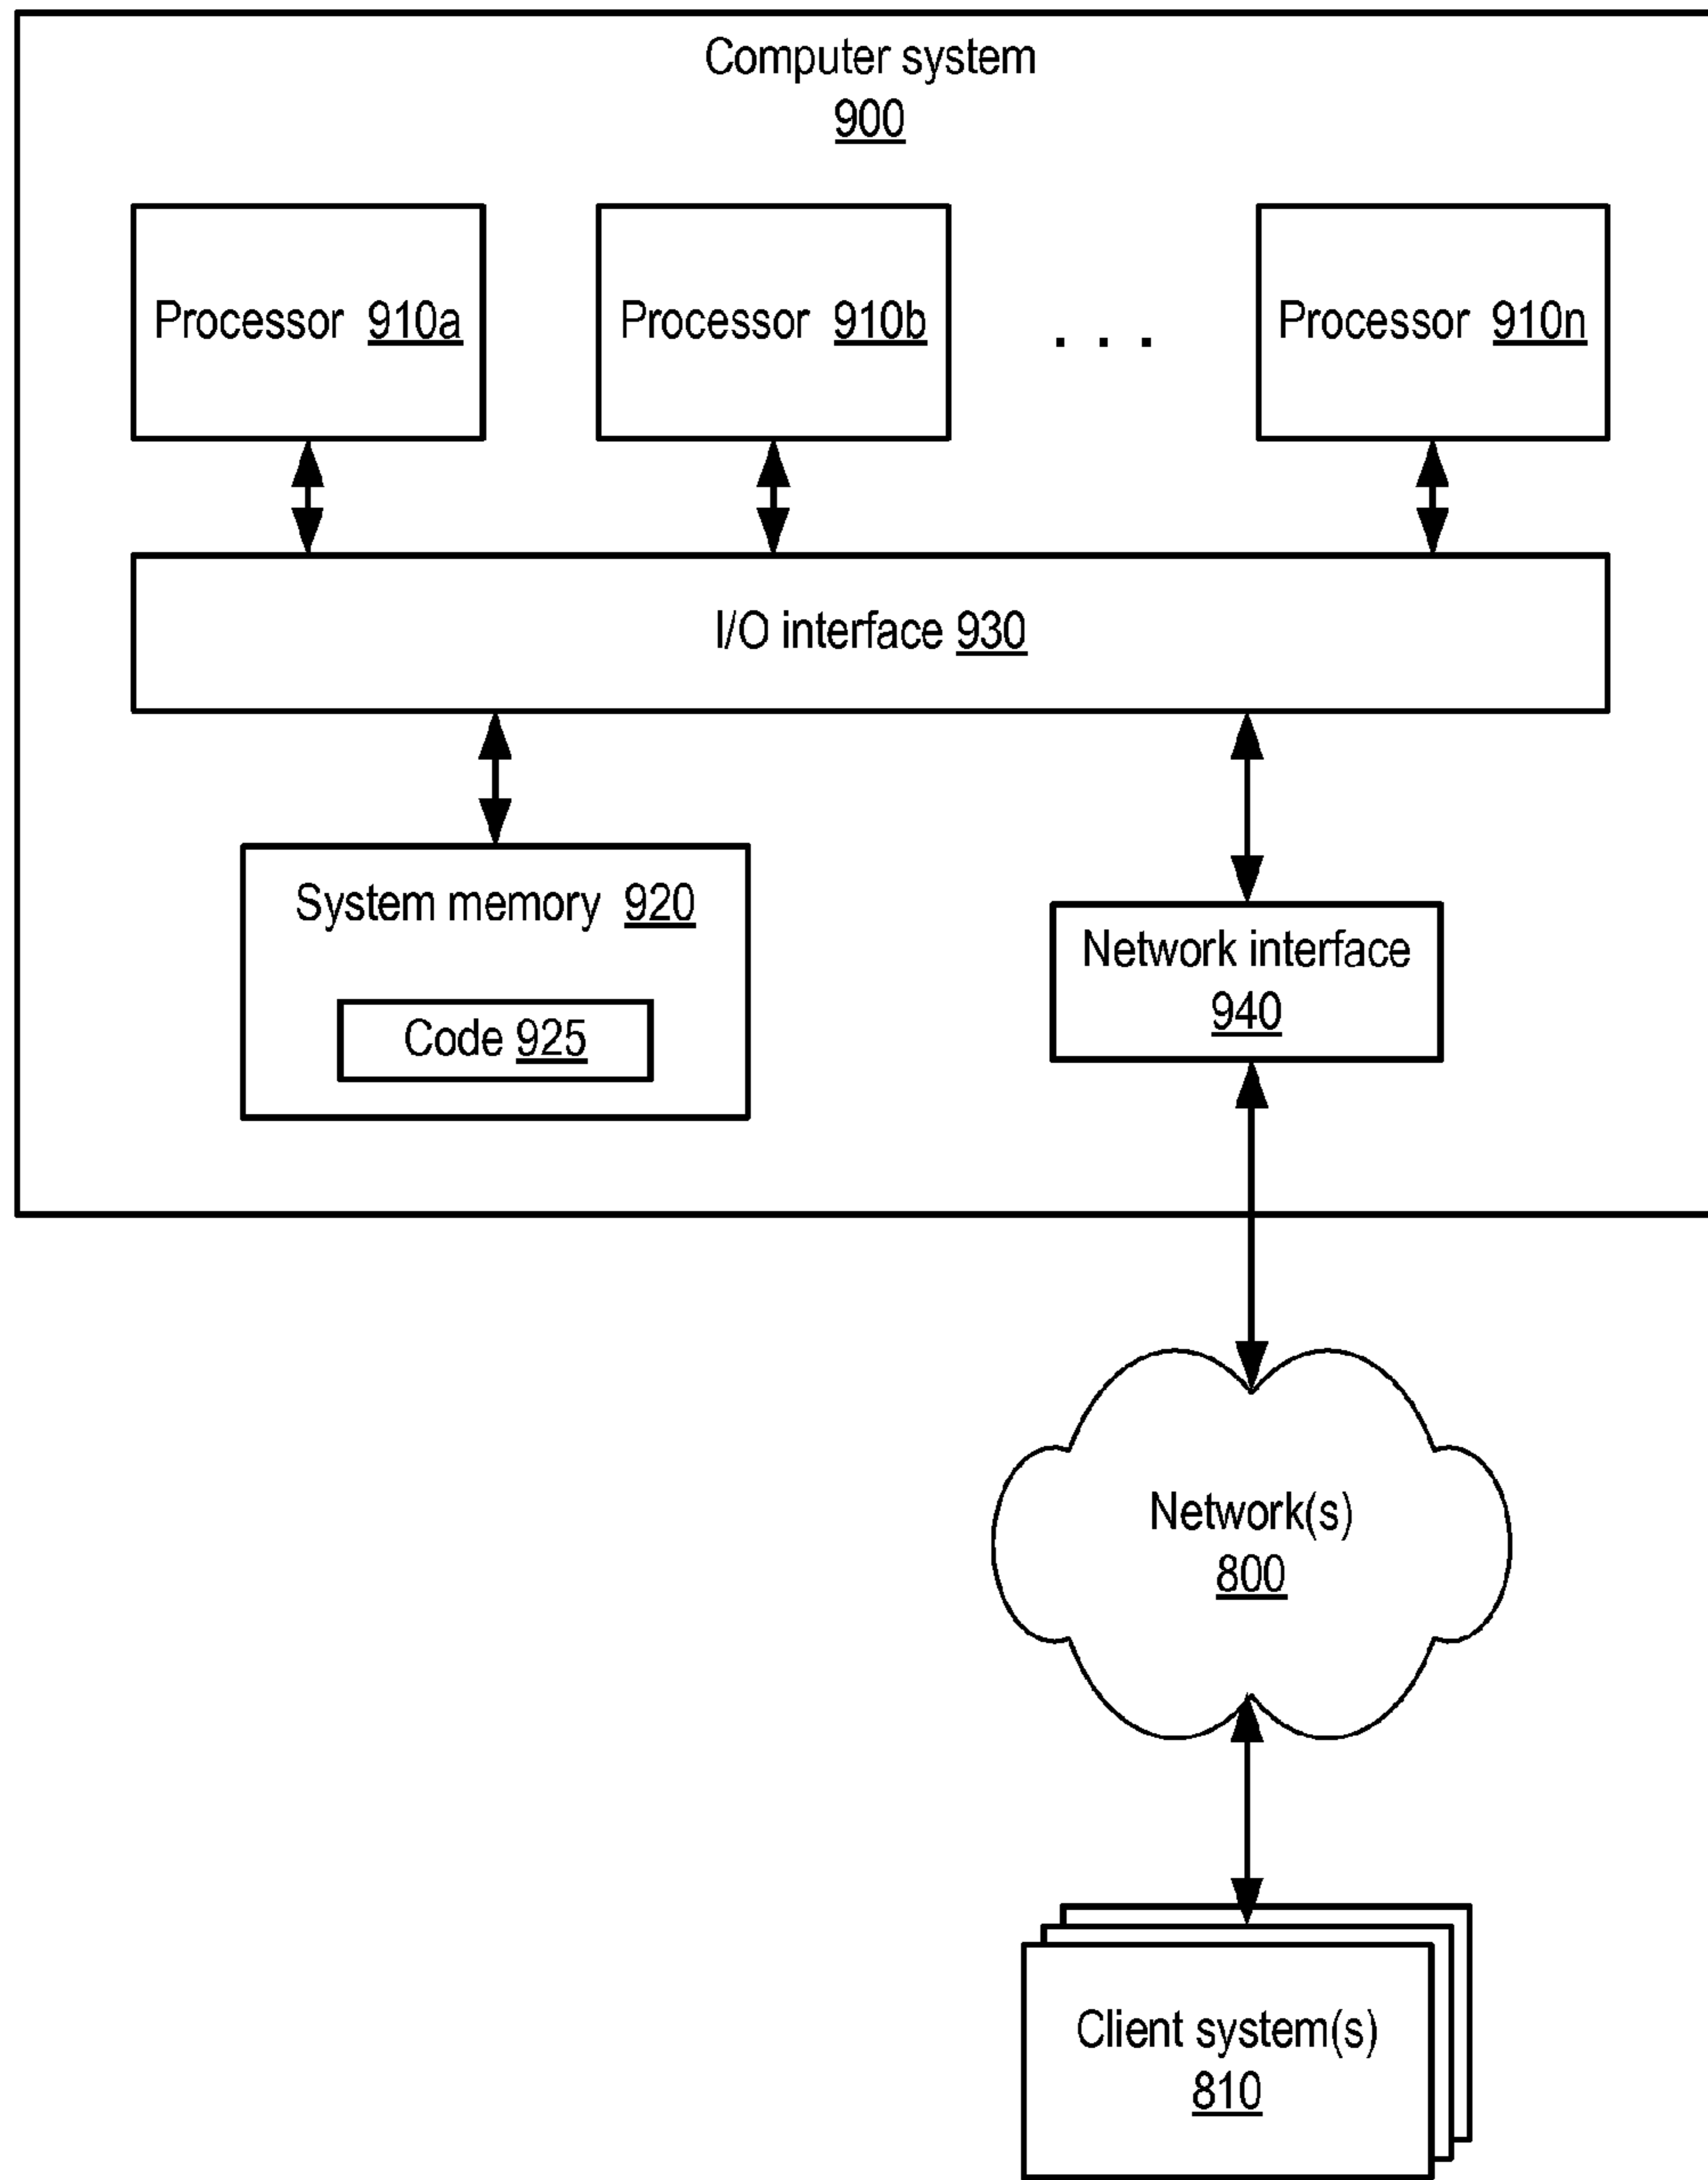 Computer system
900
Processor 910a
Processor 910b
. . .
Processor 910n
I/O interface 930
System memory 920
Code 925
Network interface
940
Network(s)
800
Client system(s)
810